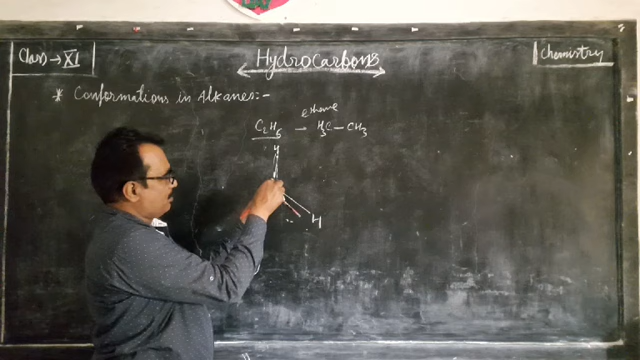 Class → XI
Hydrocarbons
Chemistry
* Conformations in Alkanes:-
ethane
C2H6 → H3C — CH3
H
H